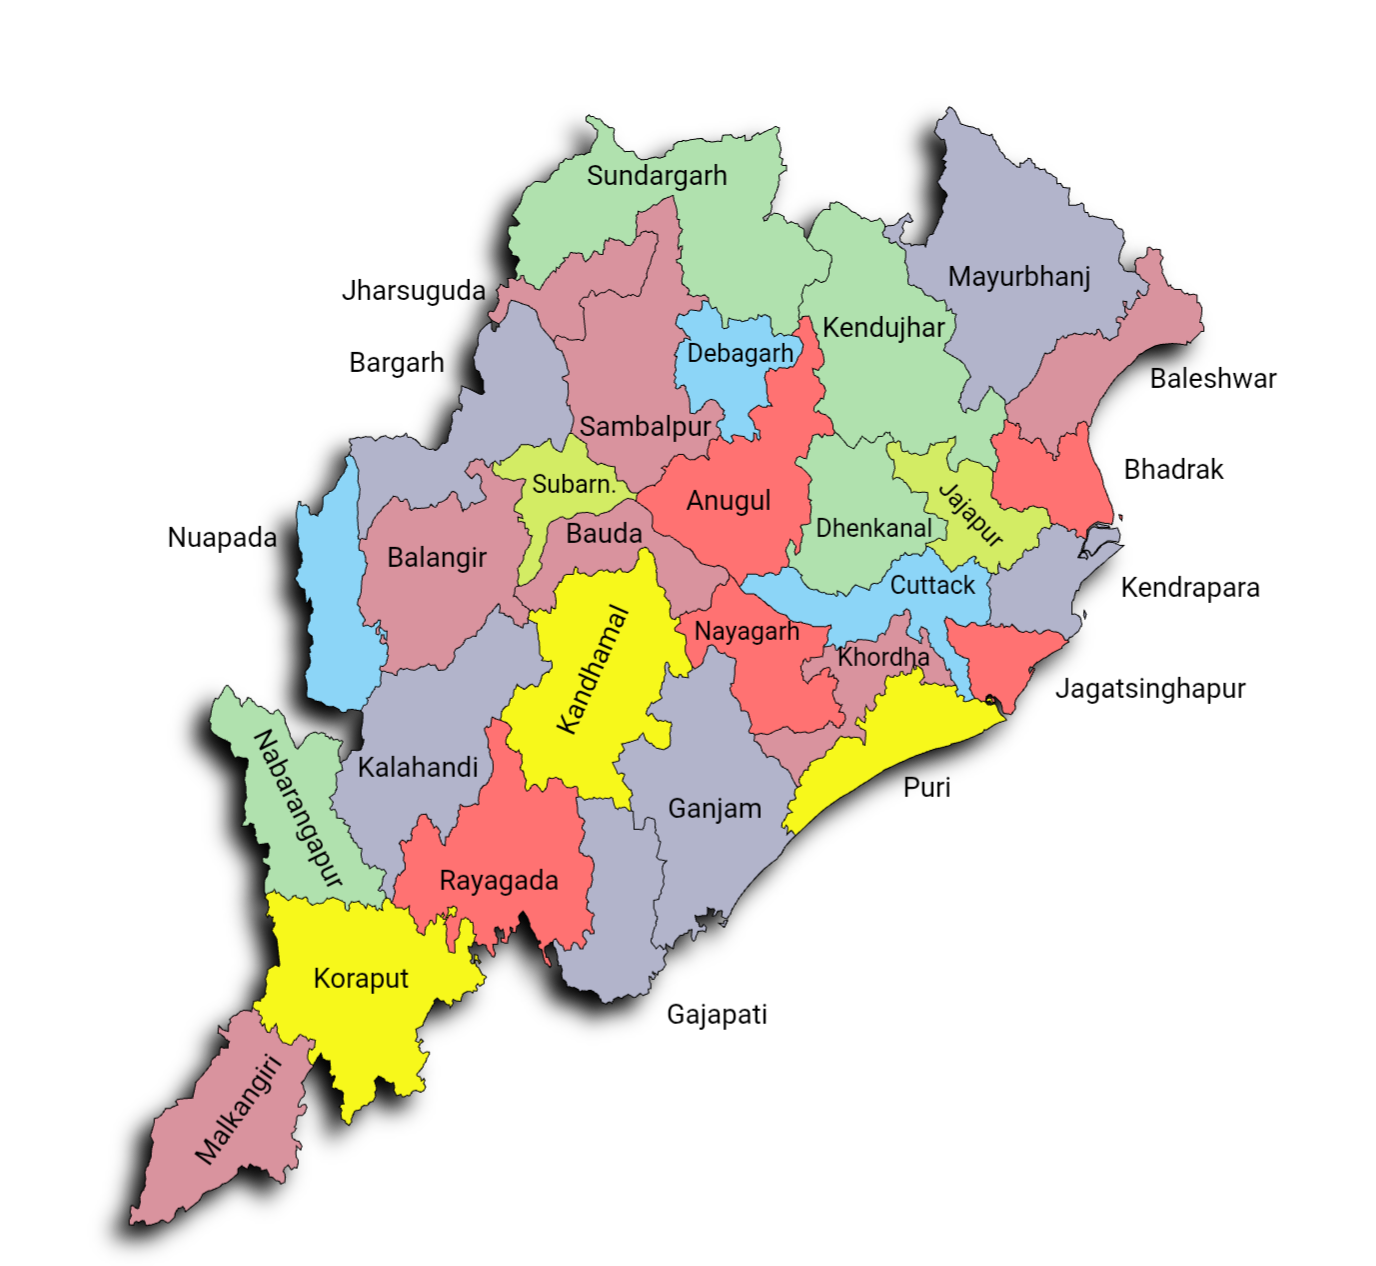 Sundargarh
Mayurbhanj
Jharsuguda
Kendujhar
Debagarh
Bargarh
Baleshwar
Sambalpur
Bhadrak
Subarn.
Anugul
Jajapur
Dhenkanal
Bauda
Nuapada
Balangir
Cuttack
Kendrapara
Nayagarh
Khordha
Kandhamal
Jagatsinghapur
Kalahandi
Puri
Nabarangapur
Ganjam
Rayagada
Koraput
Gajapati
Malkangiri